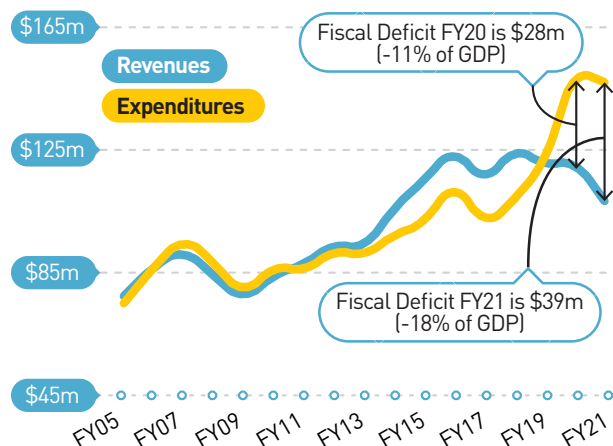 $165m
Fiscal Deficit FY20 is $28m
(-11% of GDP)
Revenues
Expenditures
$125m
$85m
Fiscal Deficit FY21 is $39m
(-18% of GDP)
$45m
FY05
FY07
FY09
FY11
FY13
FY15
FY17
FY19
FY21